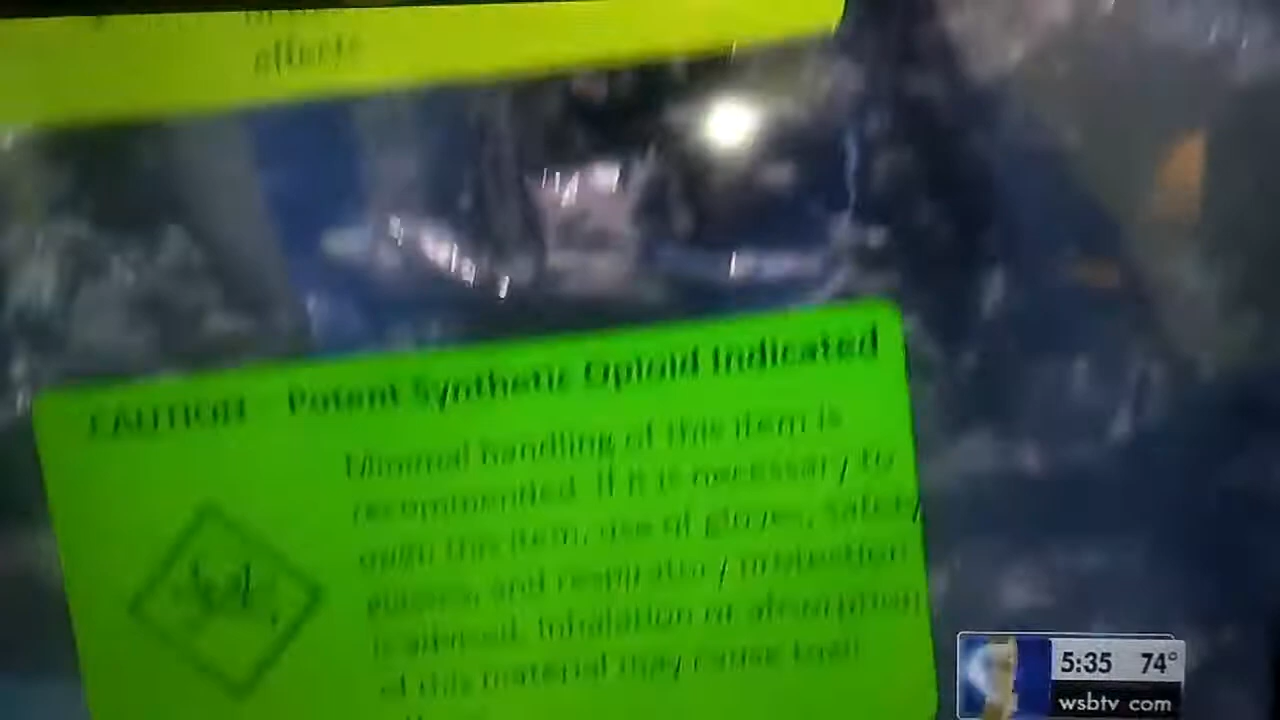 effects
CAUTION Potent Synthetic Opioid Indicated
Minimal handling of this item is
recommended. If it is necessary to
open this item, use of gloves, safety
and respiratory protection
is advised. Inhalation or absorption
of this material may cause toxic
5:35 74°
wsbtv com